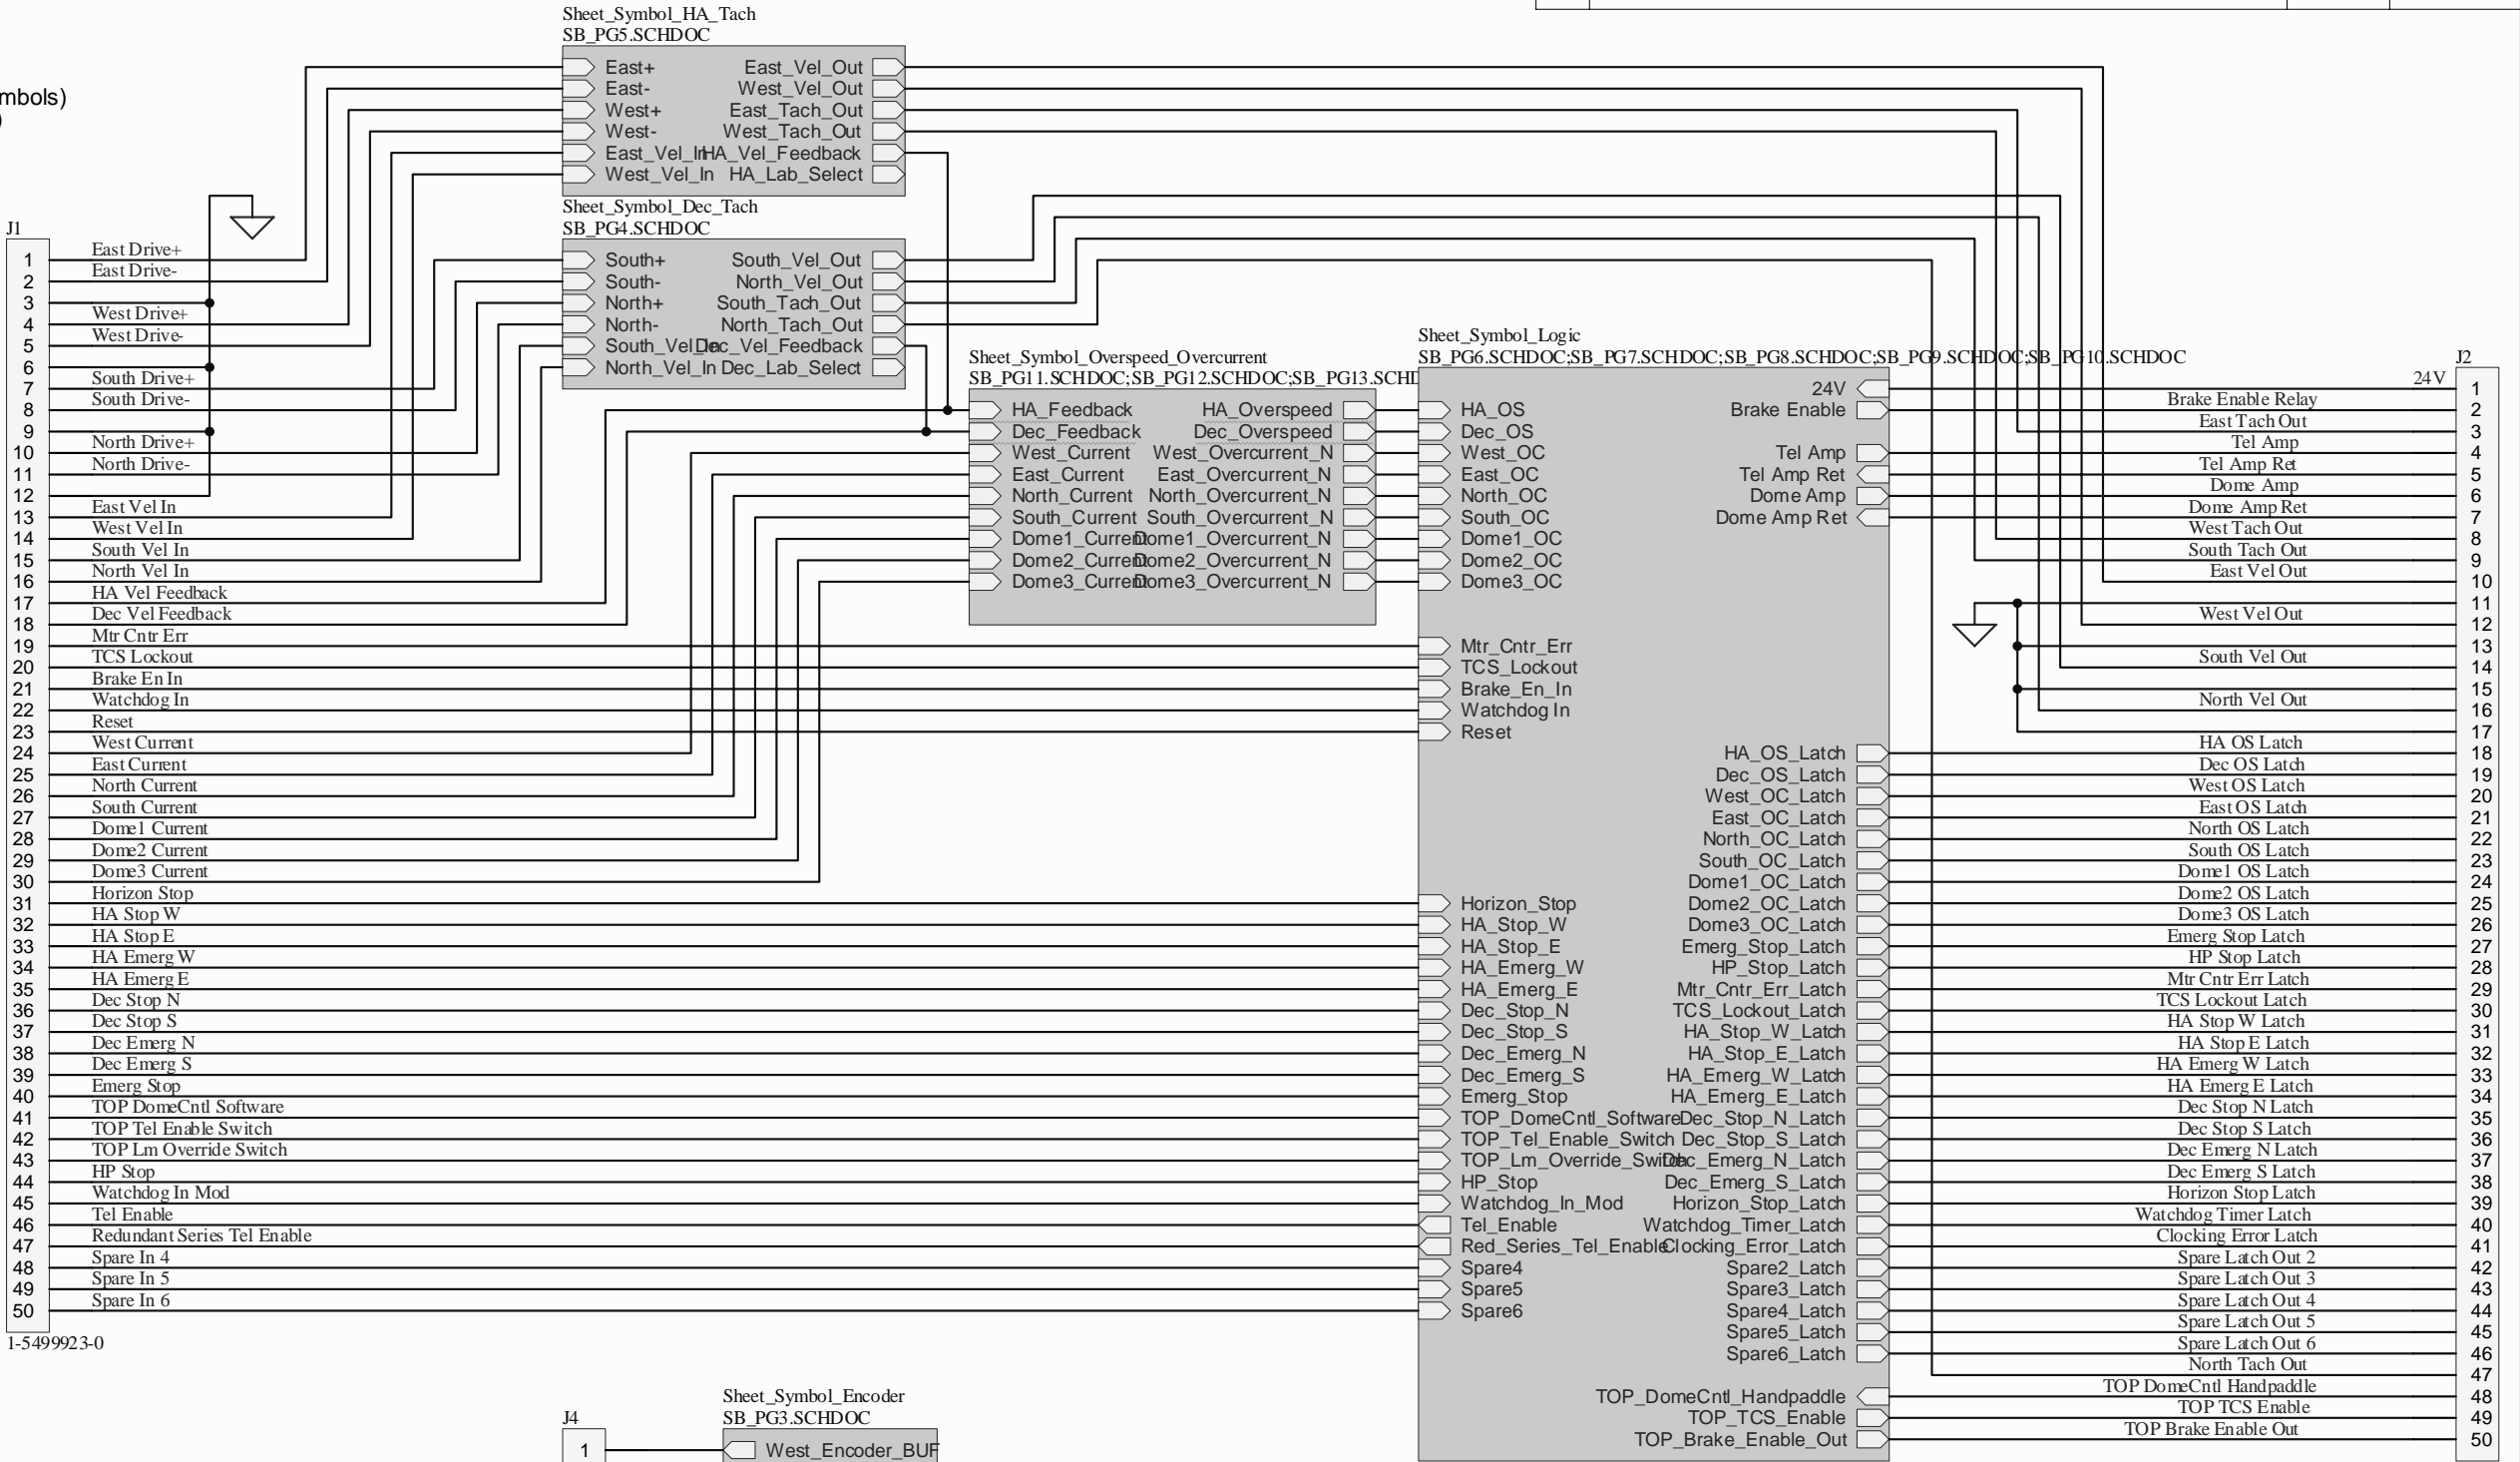 mbols)
)
Sheet_Symbol_HA_Tach
SB_PG5.SCHDOC
East+ East_Vel_Out
East- West_Vel_Out
West+ East_Tach_Out
West- West_Tach_Out
East_Vel_In HA_Vel_Feedback
West_Vel_In HA_Lab_Select
Sheet_Symbol_Dec_Tach
SB_PG4.SCHDOC
South+ South_Vel_Out
South- North_Vel_Out
North+ South_Tach_Out
North- North_Tach_Out
South_Vel_In Dec_Vel_Feedback
North_Vel_In Dec_Lab_Select
J1
1 East Drive+
2 East Drive-
3
4 West Drive+
5 West Drive-
6
7 South Drive+
8 South Drive-
9
10 North Drive+
11 North Drive-
12
13 East Vel In
14 West Vel In
15 South Vel In
16 North Vel In
17 HA Vel Feedback
18 Dec Vel Feedback
19 Mtr Cntr Err
20 TCS Lockout
21 Brake En In
22 Watchdog In
23 Reset
24 West Current
25 East Current
26 North Current
27 South Current
28 Dome1 Current
29 Dome2 Current
30 Dome3 Current
31 Horizon Stop
32 HA Stop W
33 HA Stop E
34 HA Emerg W
35 HA Emerg E
36 Dec Stop N
37 Dec Stop S
38 Dec Emerg N
39 Dec Emerg S
40 Emerg Stop
41 TOP DomeCntl Software
42 TOP Tel Enable Switch
43 TOP Lm Override Switch
44 HP Stop
45 Watchdog In Mod
46 Tel Enable
47 Redundant Series Tel Enable
48 Spare In 4
49 Spare In 5
50 Spare In 6
1-5499923-0
Sheet_Symbol_Overspeed_Overcurrent
SB_PG11.SCHDOC;SB_PG12.SCHDOC;SB_PG13.SCHD
HA_Feedback HA_Overspeed
Dec_Feedback Dec_Overspeed
West_Current West_Overcurrent_N
East_Current East_Overcurrent_N
North_Current North_Overcurrent_N
South_Current South_Overcurrent_N
Dome1_Current Dome1_Overcurrent_N
Dome2_Current Dome2_Overcurrent_N
Dome3_Current Dome3_Overcurrent_N
Sheet_Symbol_Logic
SB_PG6.SCHDOC;SB_PG7.SCHDOC;SB_PG8.SCHDOC;SB_PG9.SCHDOC;SB_PG10.SCHDOC
24V
HA_OS Brake Enable
Dec_OS
West_OC Tel Amp
East_OC Tel Amp Ret
North_OC Dome Amp
South_OC Dome Amp Ret
Dome1_OC
Dome2_OC
Dome3_OC
Mtr_Cntr_Err
TCS_Lockout
Brake_En_In
Watchdog In
Reset
HA_OS_Latch
Dec_OS_Latch
West_OC_Latch
East_OC_Latch
North_OC_Latch
South_OC_Latch
Dome1_OC_Latch
Horizon_Stop Dome2_OC_Latch
HA_Stop_W Dome3_OC_Latch
HA_Stop_E Emerg_Stop_Latch
HA_Emerg_W HP_Stop_Latch
HA_Emerg_E Mtr_Cntr_Err_Latch
Dec_Stop_N TCS_Lockout_Latch
Dec_Stop_S HA_Stop_W_Latch
Dec_Emerg_N HA_Stop_E_Latch
Dec_Emerg_S HA_Emerg_W_Latch
Emerg_Stop HA_Emerg_E_Latch
TOP_DomeCntl_Software Dec_Stop_N_Latch
TOP_Tel_Enable_Switch Dec_Stop_S_Latch
TOP_Lm_Override_Switch Dec_Emerg_N_Latch
HP_Stop Dec_Emerg_S_Latch
Watchdog_In_Mod Horizon_Stop_Latch
Tel_Enable Watchdog_Timer_Latch
Red_Series_Tel_Enable Clocking_Error_Latch
Spare4 Spare2_Latch
Spare5 Spare3_Latch
Spare6 Spare4_Latch
Spare5_Latch
Spare6_Latch
TOP_DomeCntl_Handpaddle
TOP_TCS_Enable
TOP_Brake_Enable_Out
J2
24V 1
Brake Enable Relay 2
East Tach Out 3
Tel Amp 4
Tel Amp Ret 5
Dome Amp 6
Dome Amp Ret 7
West Tach Out 8
South Tach Out 9
East Vel Out 10
11
West Vel Out 12
13
South Vel Out 14
15
North Vel Out 16
17
HA OS Latch 18
Dec OS Latch 19
West OS Latch 20
East OS Latch 21
North OS Latch 22
South OS Latch 23
Dome1 OS Latch 24
Dome2 OS Latch 25
Dome3 OS Latch 26
Emerg Stop Latch 27
HP Stop Latch 28
Mtr Cntr Err Latch 29
TCS Lockout Latch 30
HA Stop W Latch 31
HA Stop E Latch 32
HA Emerg W Latch 33
HA Emerg E Latch 34
Dec Stop N Latch 35
Dec Stop S Latch 36
Dec Emerg N Latch 37
Dec Emerg S Latch 38
Horizon Stop Latch 39
Watchdog Timer Latch 40
Clocking Error Latch 41
Spare Latch Out 2 42
Spare Latch Out 3 43
Spare Latch Out 4 44
Spare Latch Out 5 45
Spare Latch Out 6 46
North Tach Out 47
TOP DomeCntl Handpaddle 48
TOP TCS Enable 49
TOP Brake Enable Out 50
J4
1
Sheet_Symbol_Encoder
SB_PG3.SCHDOC
West_Encoder_BUF